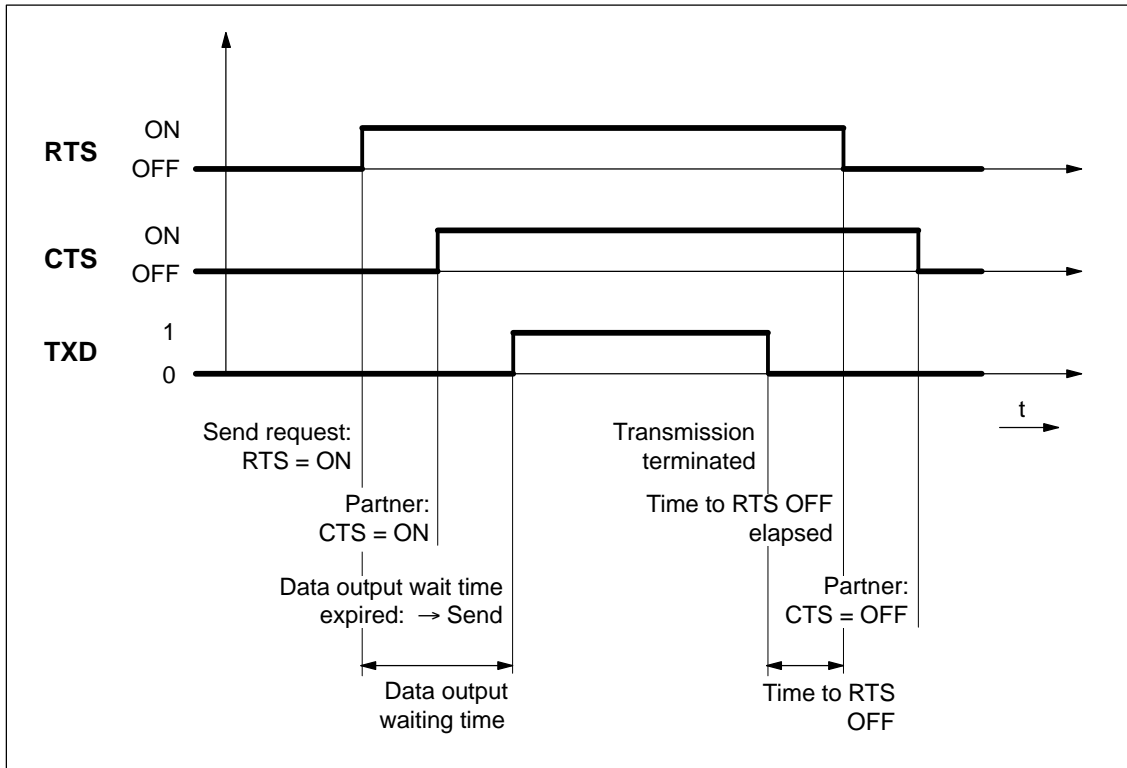 ON
RTS
OFF
ON
CTS
OFF
1
TXD
0
t
Send request:
RTS = ON
Transmission
terminated
Partner:
CTS = ON
Time to RTS OFF
elapsed
Data output wait time
expired: → Send
Partner:
CTS = OFF
Data output
waiting time
Time to RTS
OFF